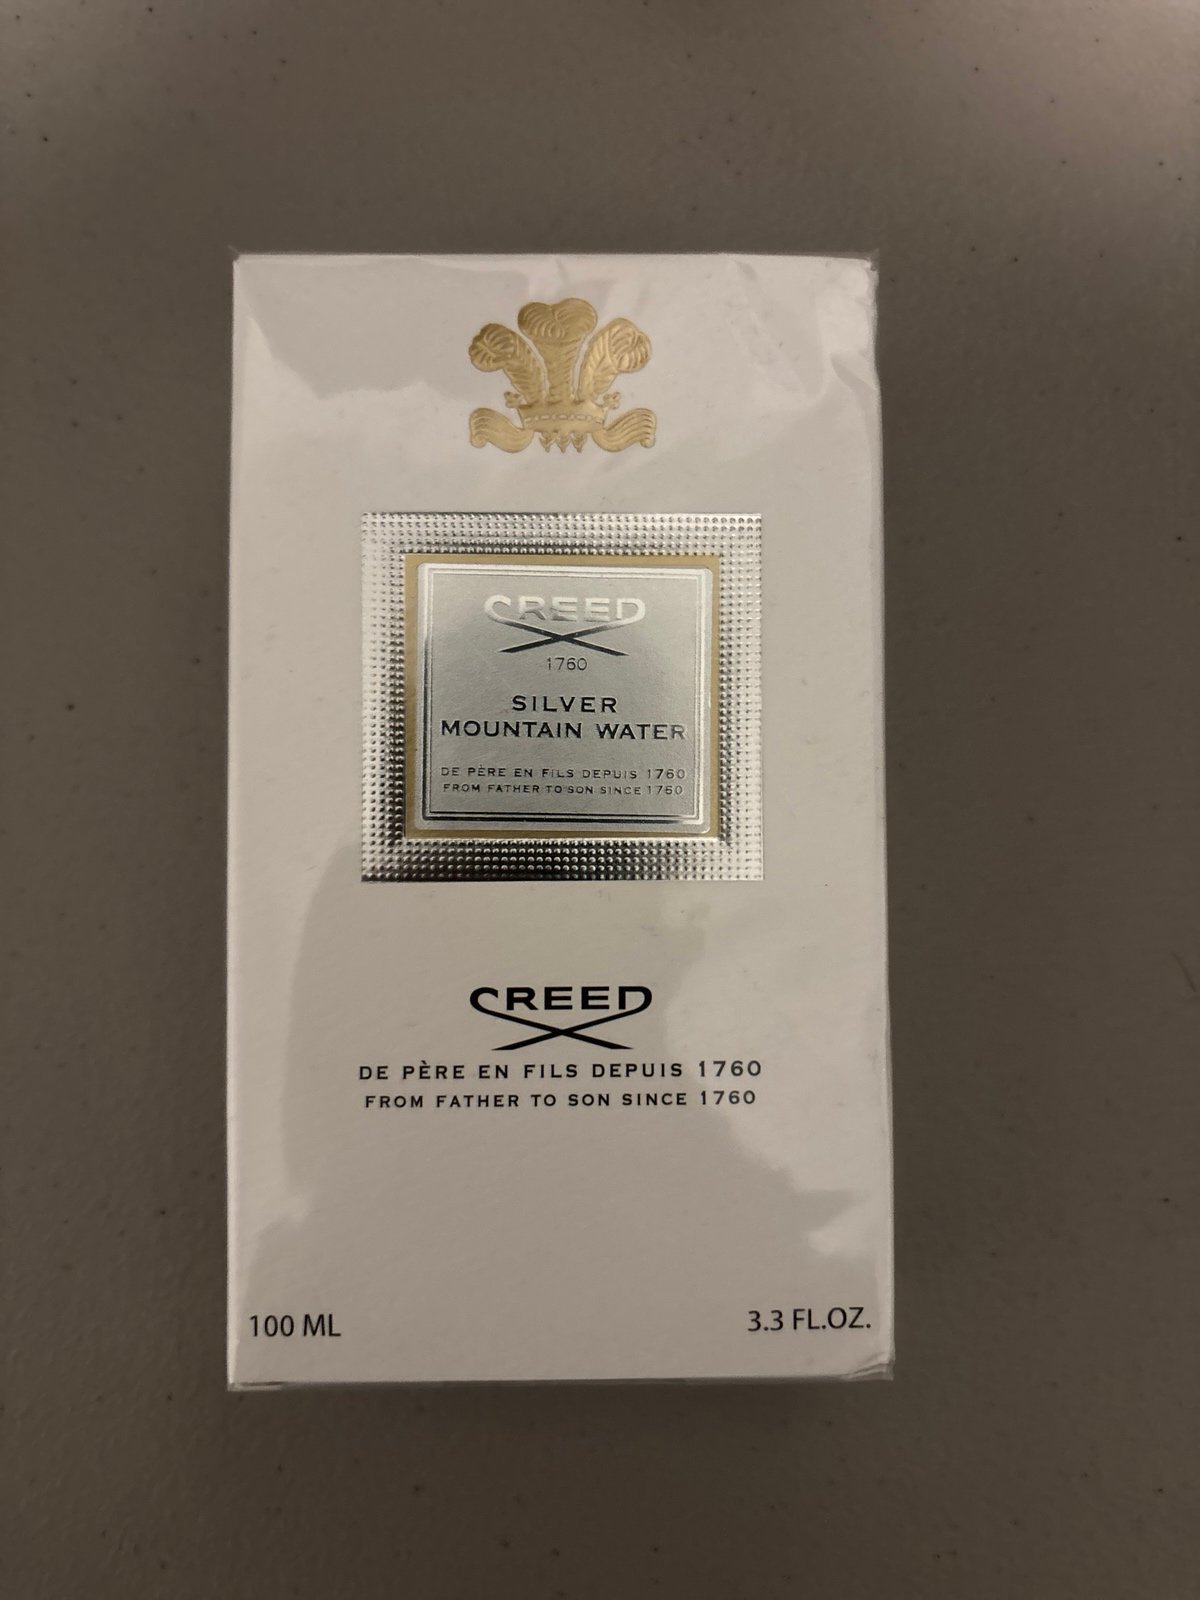 CREED
1760
SILVER
MOUNTAIN WATER
DE PÈRE EN FILS DEPUIS 1760
FROM FATHER TO SON SINCE 1760
CREED
DE PÈRE EN FILS DEPUIS 1760
FROM FATHER TO SON SINCE 1760
100 ML
3.3 FL.OZ.